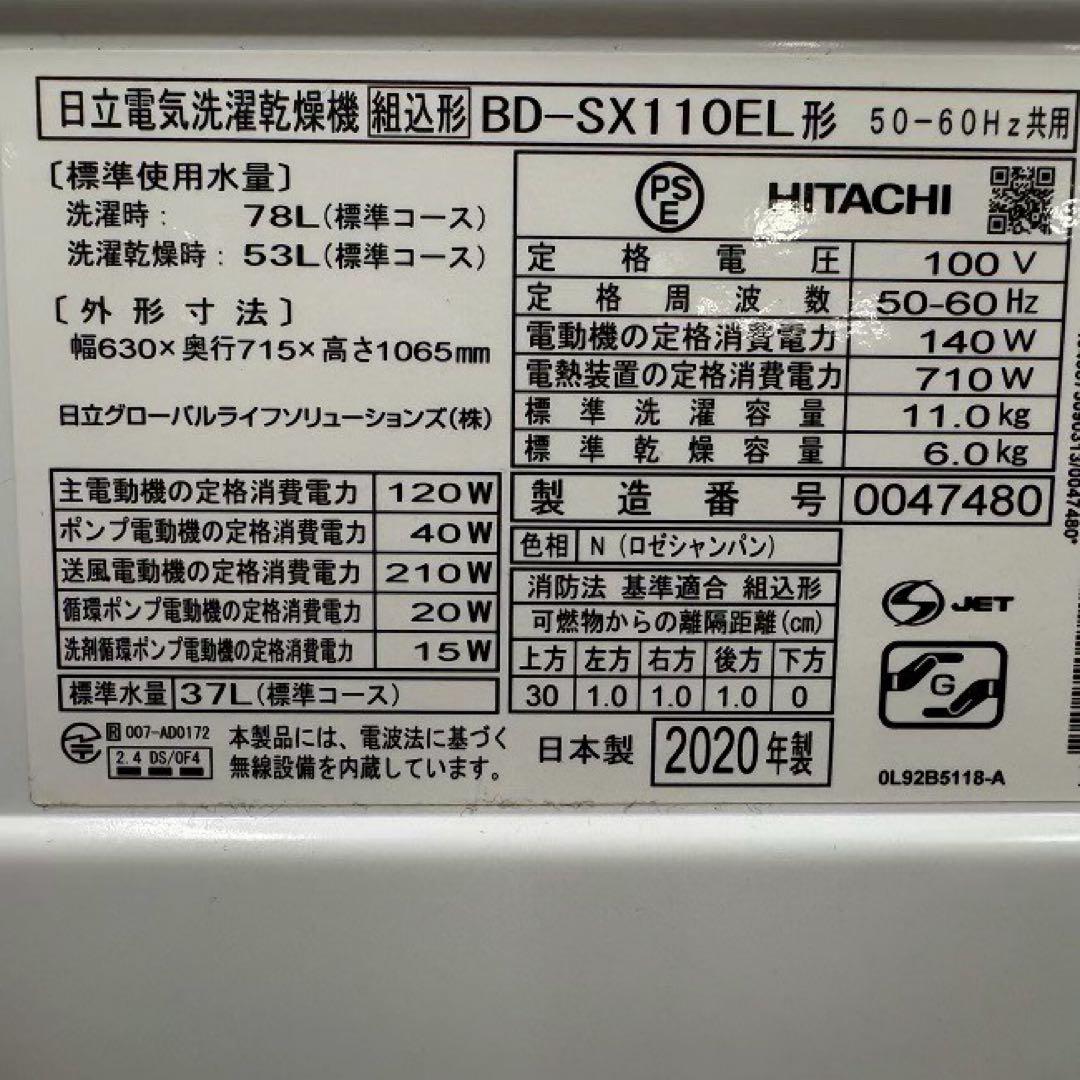 日立電気洗濯乾燥機 組込形 BD-SX110EL形 50-60Hz共用
〔標準使用水量〕
洗濯時: 78L(標準コース)
洗濯乾燥時: 53L(標準コース)
〔外形寸法〕
幅630×奥行715×高さ1065mm
日立グローバルライフソリューションズ(株)
PSE HITACHI
定格電圧 100V
定格周波数 50-60Hz
電動機の定格消費電力 140W
電熱装置の定格消費電力 710W
標準洗濯容量 11.0kg
標準乾燥容量 6.0kg
製造番号 0047480
主電動機の定格消費電力 120W
ポンプ電動機の定格消費電力 40W
送風電動機の定格消費電力 210W
循環ポンプ電動機の定格消費電力 20W
洗剤循環ポンプ電動機の定格消費電力 15W
標準水量 37L(標準コース)
色相 N(ロゼシャンパン)
消防法 基準適合 組込形
可燃物からの離隔距離(cm)
上方 左方 右方 後方 下方
30 1.0 1.0 1.0 0
S JET
G
R 007-AD0172
2.4 DS/OF4
本製品には、電波法に基づく
無線設備を内蔵しています。
日本製 2020年製
0L92B5118-A